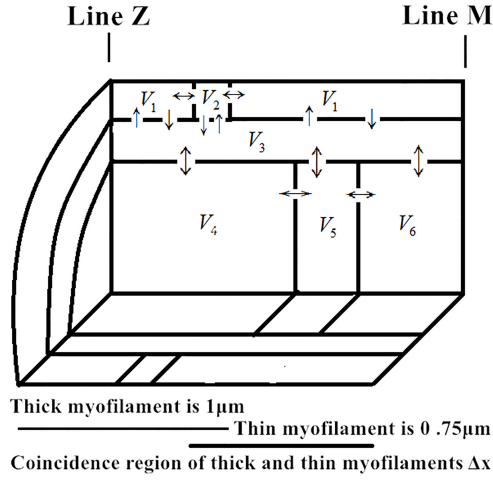 Line Z Line M
V1 V2 V1
V3
V4 V5 V6
Thick myofilament is 1μm
Thin myofilament is 0 .75μm
Coincidence region of thick and thin myofilaments Δx